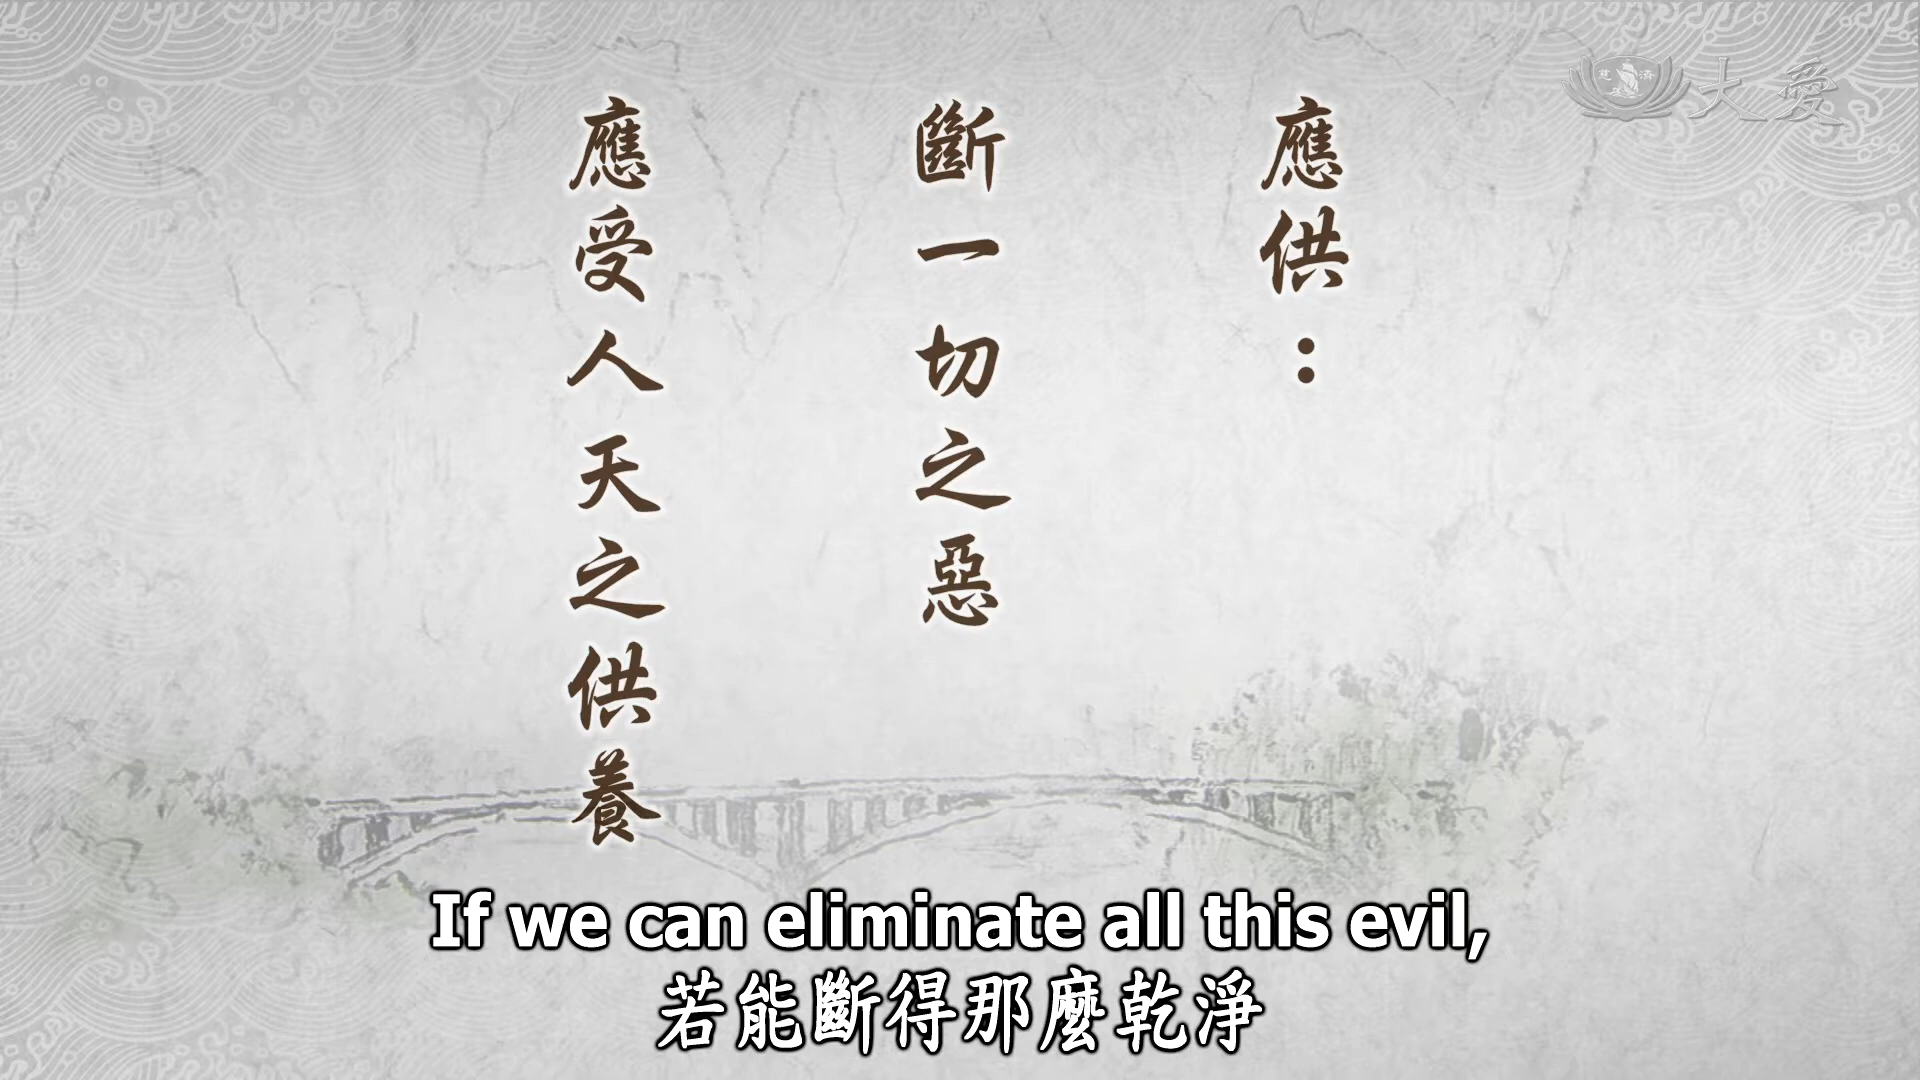 應供：
斷一切之惡
應受人天之供養
大愛
If we can eliminate all this evil,
若能斷得那麼乾淨